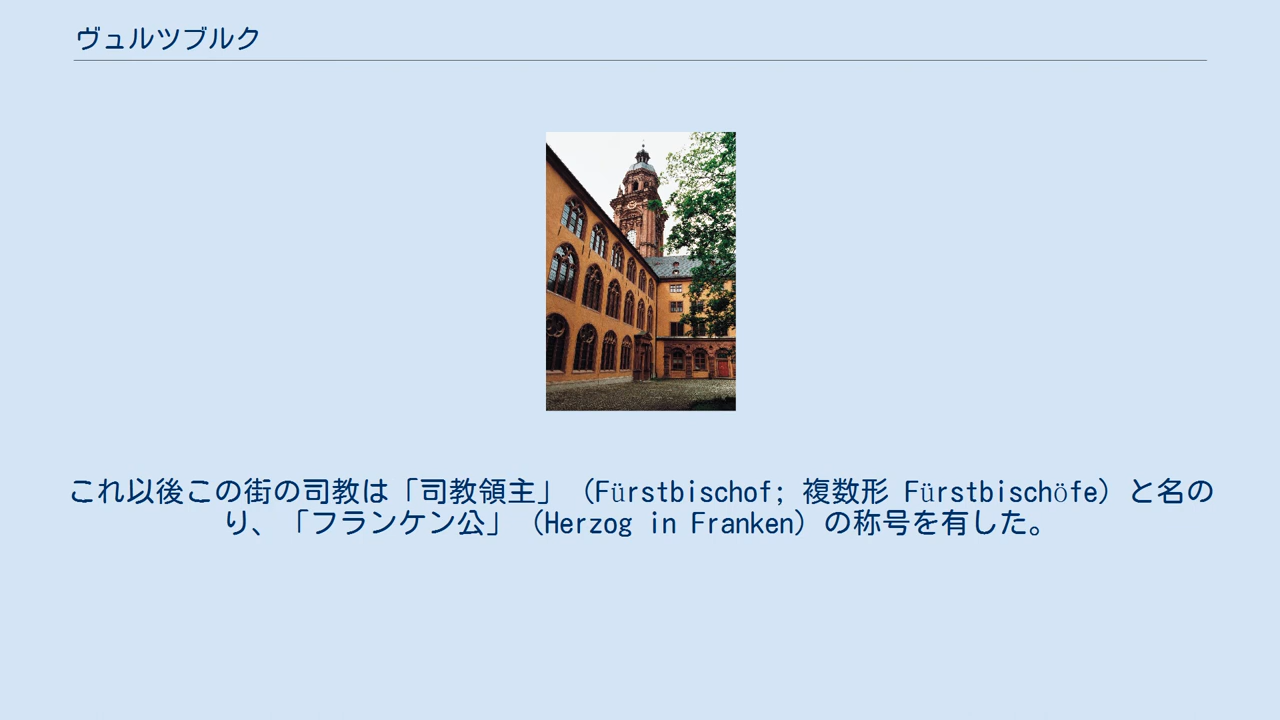 ヴュルツブルク
これ以後この街の司教は「司教領主」（Fürstbischof; 複数形 Fürstbischöfe）と名の
り、「フランケン公」（Herzog in Franken）の称号を有した。